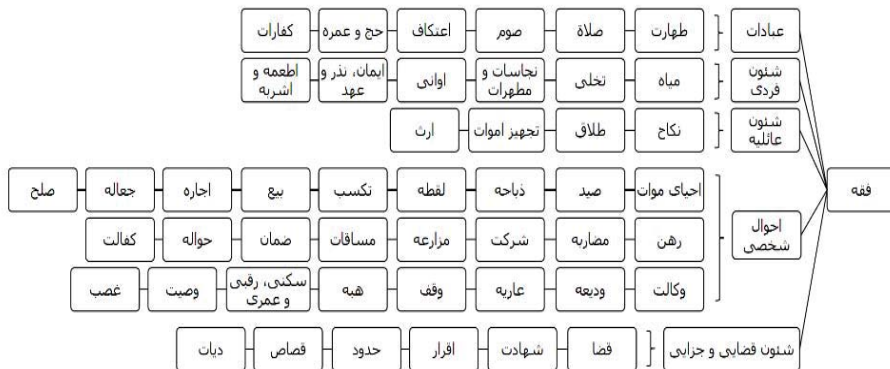 فقه
عبادات
طهارت
صلاة
صوم
اعتکاف
حج و عمره
کفارات
شئون
فردی
میاه
تخلی
نجاسات و
مطهرات
اوانی
ایمان، نذر و
عهد
اطعمه و
اشربه
شئون
عائلیه
نکاح
طلاق
تجهیز اموات
ارث
احوال
شخصی
احیای موات
صید
ذباحه
لقطه
تکسب
بیع
اجاره
جعاله
صلح
رهن
مضاربه
شرکت
مزارعه
مساقات
ضمان
حواله
کفالت
وکالت
ودیعه
عاریه
وقف
هبه
سکنی، رقبی
و عمری
وصیت
غصب
شئون قضایی و جزایی
قضا
شهادت
اقرار
حدود
قصاص
دیات